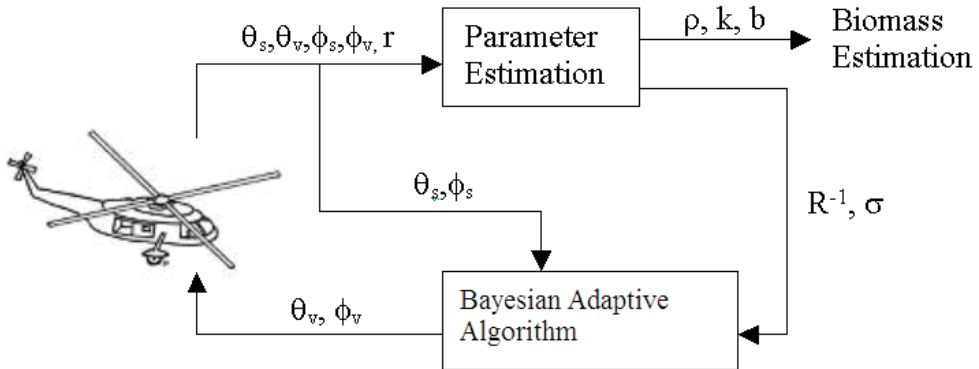 θs,θv,ϕs,ϕv, r
Parameter
Estimation
ρ, k, b
Biomass
Estimation
θs,ϕs
R⁻¹, σ
Bayesian Adaptive
Algorithm
θv, ϕv